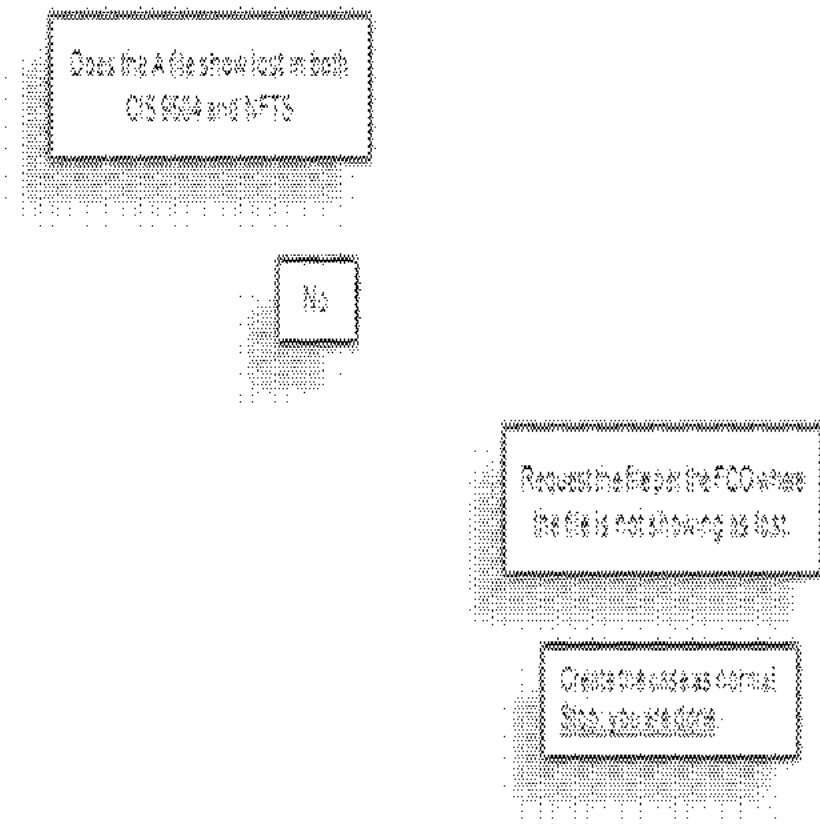 Does the A file show lost in both
CIS 9504 and NFTS
No
Request the file per the FCO where
the file is not showing as lost.
Create the case as normal
Stop, you are done.